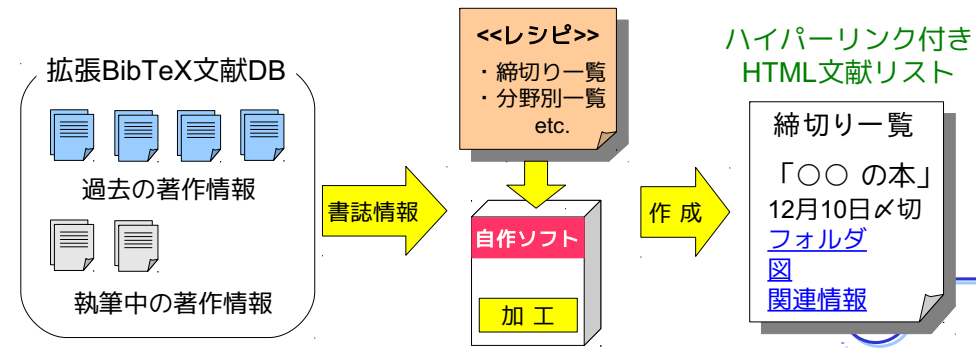 拡張BibTeX文献DB
過去の著作情報
執筆中の著作情報
書誌情報
<<レシピ>>
・締切り一覧
・分野別一覧
etc.
自作ソフト
加 工
作 成
ハイパーリンク付き
HTML文献リスト
締切り一覧
「○○ の本」
12月10日〆切
フォルダ
図
関連情報